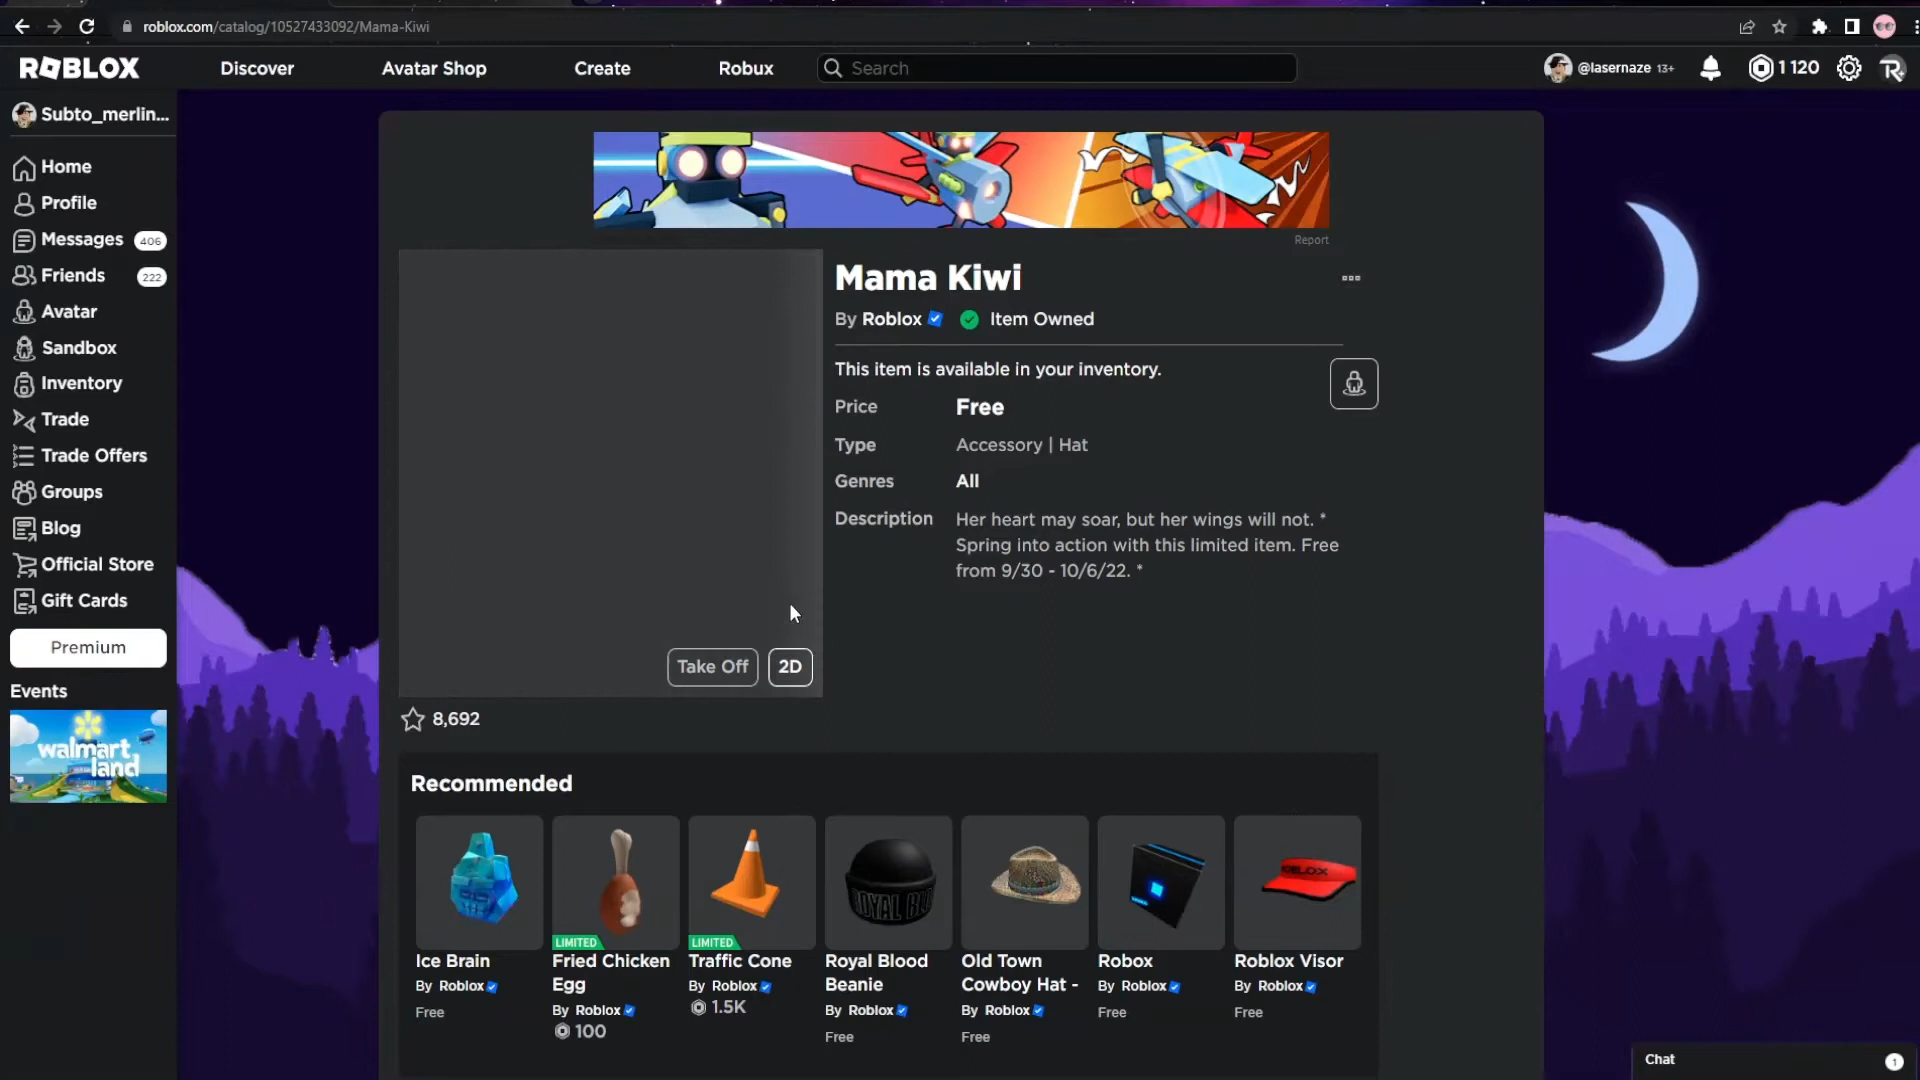 roblox.com/catalog/10527433092/Mama-Kiwi
ROBLOX Discover Avatar Shop Create Robux Search @lasernaze 13+ 1 120
Subto_merlin...
Home
Profile
Messages 406
Friends 222
Avatar
Sandbox
Inventory
Trade
Trade Offers
Groups
Blog
Official Store
Gift Cards
Premium
Events
walmart
land
Report
Mama Kiwi
By Roblox Item Owned
This item is available in your inventory.
Price Free
Type Accessory | Hat
Genres All
Description Her heart may soar, but her wings will not. *
Spring into action with this limited item. Free
from 9/30 - 10/6/22. *
Take Off 2D
8,692
Recommended
LIMITED LIMITED ROYAL BL ROBLOX
Ice Brain
By Roblox
Free
Fried Chicken
Egg
By Roblox
100
Traffic Cone
By Roblox
1.5K
Royal Blood
Beanie
By Roblox
Free
Old Town
Cowboy Hat -
By Roblox
Free
Robox
By Roblox
Free
Roblox Visor
By Roblox
Free
Chat 1